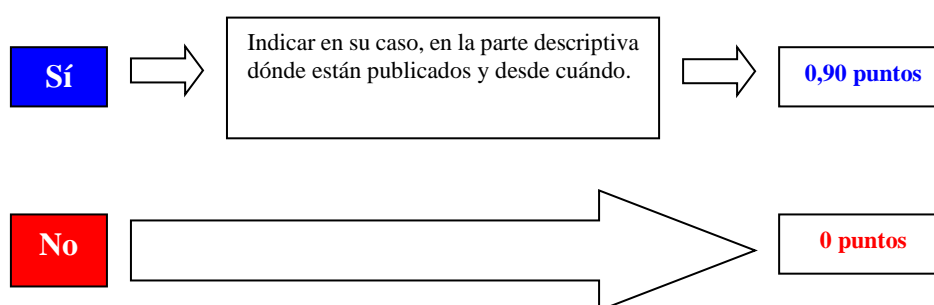 Sí
Indicar en su caso, en la parte descriptiva
dónde están publicados y desde cuándo.
0,90 puntos
No
0 puntos